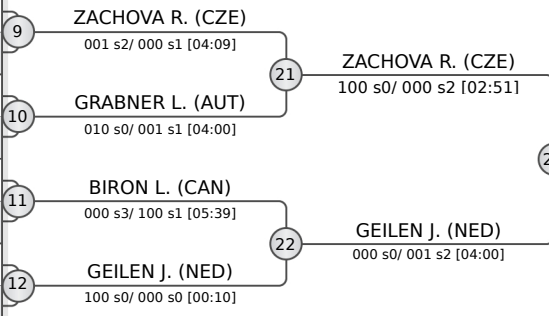 9
ZACHOVA R. (CZE)
001 s2/ 000 s1 [04:09]
21
ZACHOVA R. (CZE)
100 s0/ 000 s2 [02:51]
10
GRABNER L. (AUT)
010 s0/ 001 s1 [04:00]
11
BIRON L. (CAN)
000 s3/ 100 s1 [05:39]
22
GEILEN J. (NED)
000 s0/ 001 s2 [04:00]
12
GEILEN J. (NED)
100 s0/ 000 s0 [00:10]